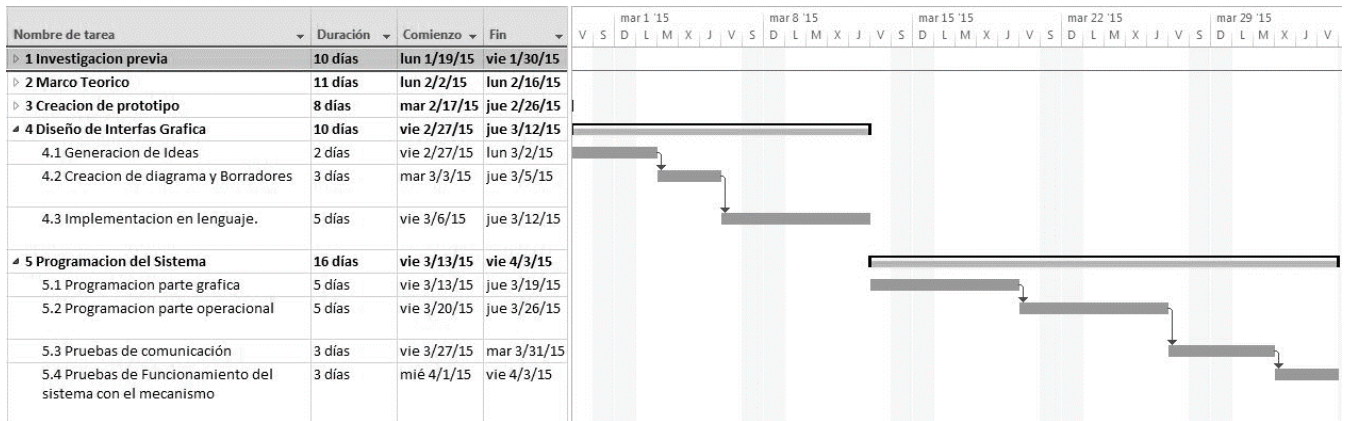 Nombre de tarea Duración Comienzo Fin
mar 1 '15 mar 8 '15 mar 15 '15 mar 22 '15 mar 29 '15
V S D L M X J V S D L M X J V S D L M X J V S D L M X J V S D L M X J V
1 Investigacion previa 10 días lun 1/19/15 vie 1/30/15
2 Marco Teorico 11 días lun 2/2/15 lun 2/16/15
3 Creacion de prototipo 8 días mar 2/17/15 jue 2/26/15
4 Diseño de Interfas Grafica 10 días vie 2/27/15 jue 3/12/15
4.1 Generacion de Ideas 2 días vie 2/27/15 lun 3/2/15
4.2 Creacion de diagrama y Borradores 3 días mar 3/3/15 jue 3/5/15
4.3 Implementacion en lenguaje. 5 días vie 3/6/15 jue 3/12/15
5 Programacion del Sistema 16 días vie 3/13/15 vie 4/3/15
5.1 Programacion parte grafica 5 días vie 3/13/15 jue 3/19/15
5.2 Programacion parte operacional 5 días vie 3/20/15 jue 3/26/15
5.3 Pruebas de comunicación 3 días vie 3/27/15 mar 3/31/15
5.4 Pruebas de Funcionamiento del 3 días mié 4/1/15 vie 4/3/15
sistema con el mecanismo